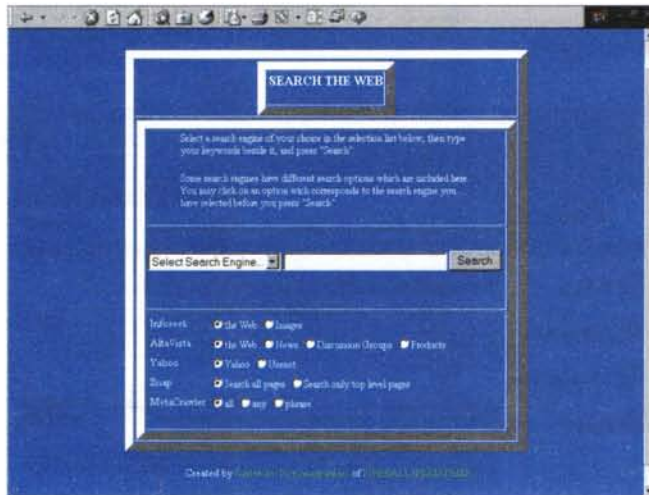 SEARCH THE WEB
Select a search engine of your choice in the selection list below, then type
your keywords beside it, and press "Search"
Some search engines have different search options which are included here.
You may click on an option wich corresponds to the search engine you
have selected before you press "Search"
Select Search Engine... Search
Infoseek the Web Images
AltaVista the Web News Discussion Groups Products
Yahoo Yahoo Usenet
Snap Search all pages Search only top level pages
MetaCrawler all any phrase
Created by of